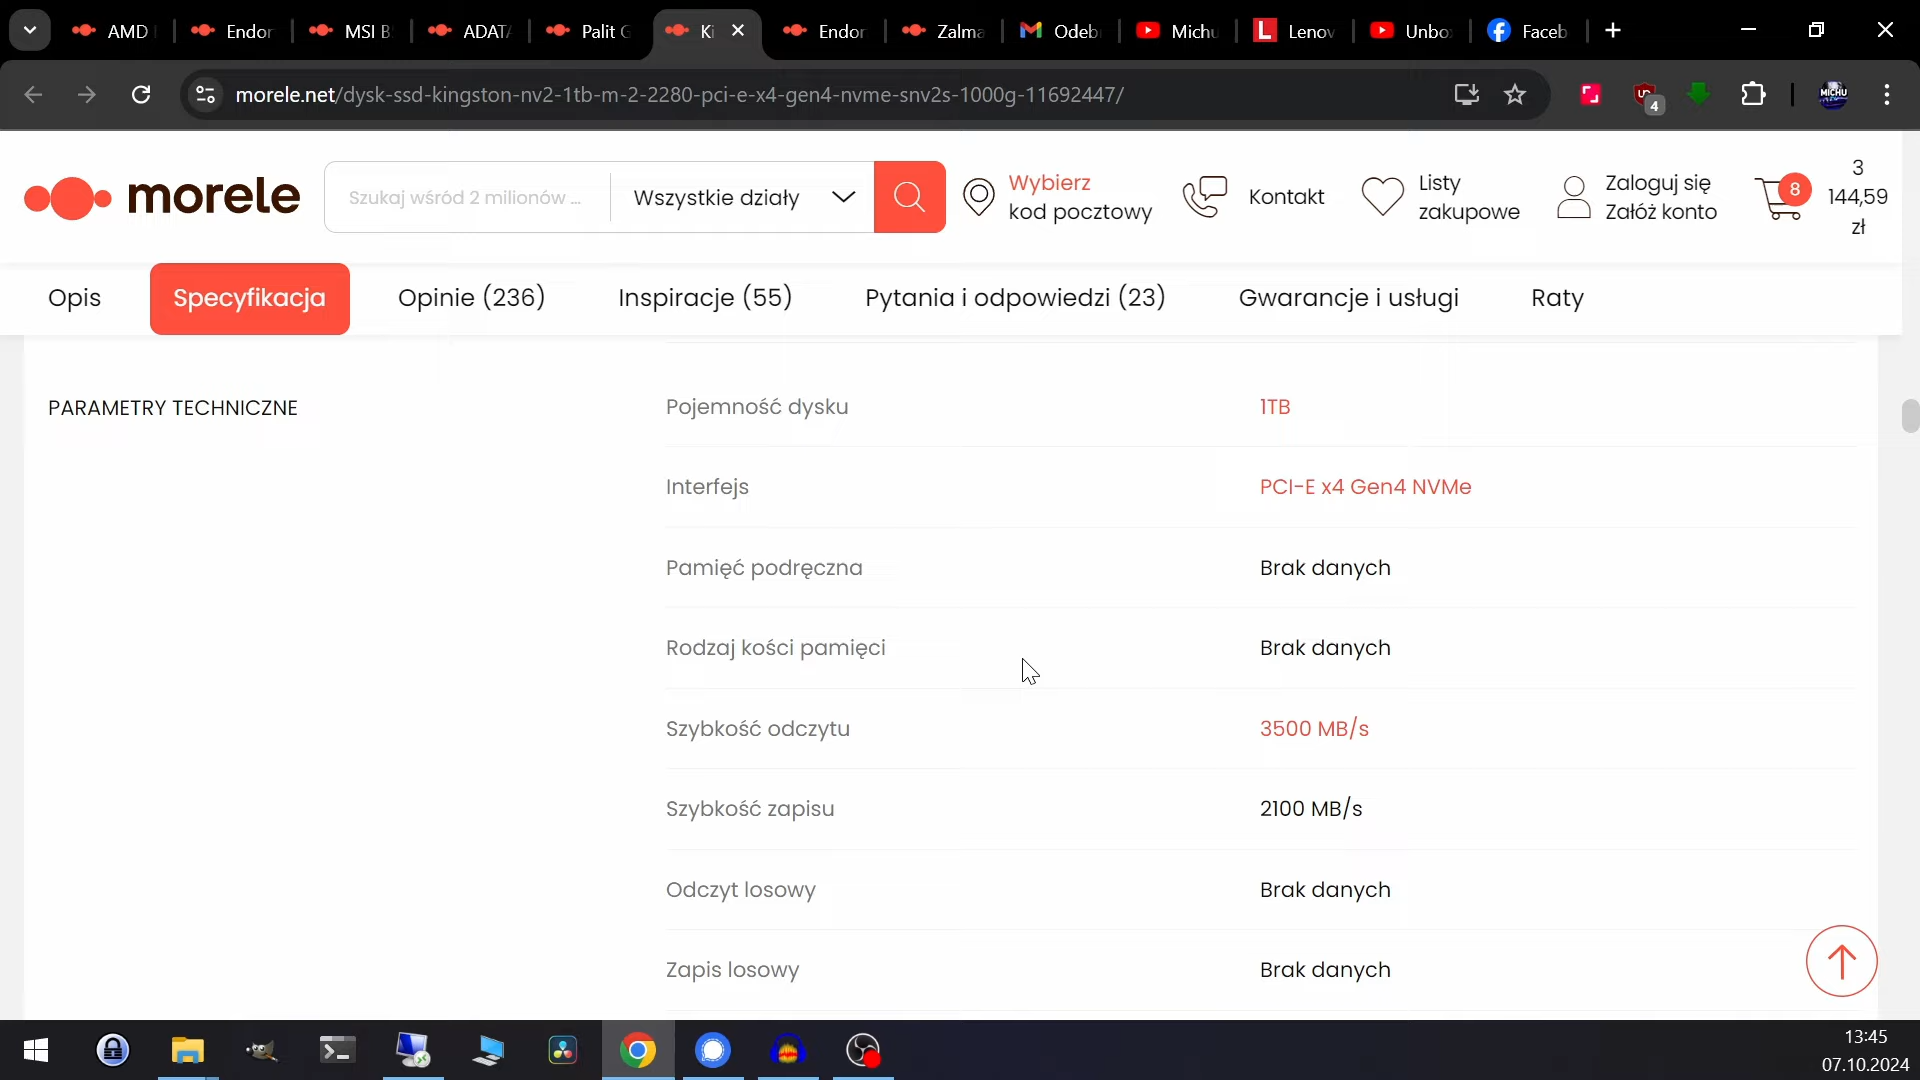 AMD
Endor
MSI B
ADATA
Palit G
Ki
Endor
Zalma
Odeb
Michu
Lenov
Unbo
Faceb
morele.net/dysk-ssd-kingston-nv2-1tb-m-2-2280-pci-e-x4-gen4-nvme-snv2s-1000g-11692447/
4
MICHU
morele
Szukaj wśród 2 milionów ...
Wszystkie działy
Wybierz
kod pocztowy
Kontakt
Listy
zakupowe
Zaloguj się
Załóż konto
8
3
144,59
zł
Opis
Specyfikacja
Opinie (236)
Inspiracje (55)
Pytania i odpowiedzi (23)
Gwarancje i usługi
Raty
PARAMETRY TECHNICZNE
Pojemność dysku
1TB
Interfejs
PCI-E x4 Gen4 NVMe
Pamięć podręczna
Brak danych
Rodzaj kości pamięci
Brak danych
Szybkość odczytu
3500 MB/s
Szybkość zapisu
2100 MB/s
Odczyt losowy
Brak danych
Zapis losowy
Brak danych
13:45
07.10.2024